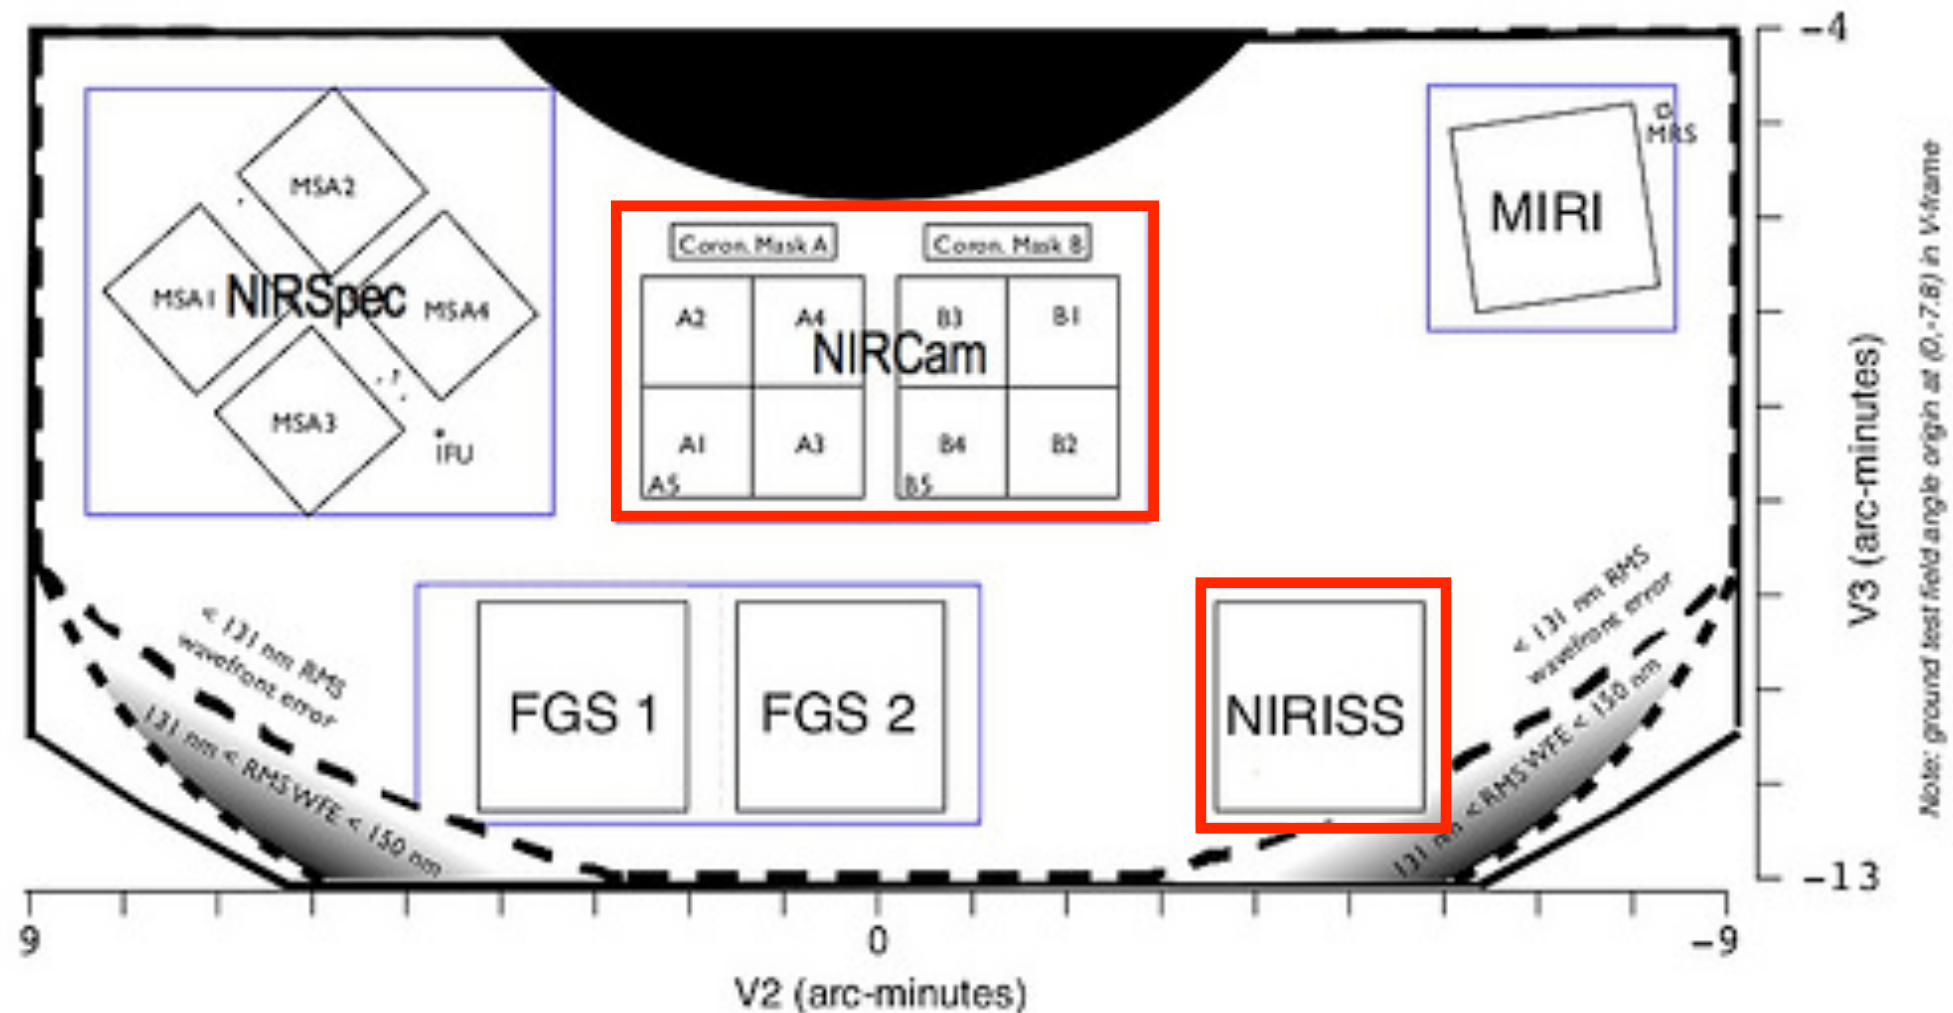 -4
MSA2
MSA1
NIRSpec
MSA4
MSA3
IFU
Coron. Mask A
Coron. Mask B
A2
A4
B3
B1
NIRCam
A1
A3
B4
B2
A5
B5
MRS
MIRI
< 131 nm RMS
wavefront error
131 nm < RMS WFE < 150 nm
FGS 1
FGS 2
NIRISS
< 131 nm RMS
wavefront error
131 nm < RMS WFE < 150 nm
-13
V3 (arc-minutes)
Note: ground test field angle origin at (0,-7.8) in V-frame
9
0
-9
V2 (arc-minutes)